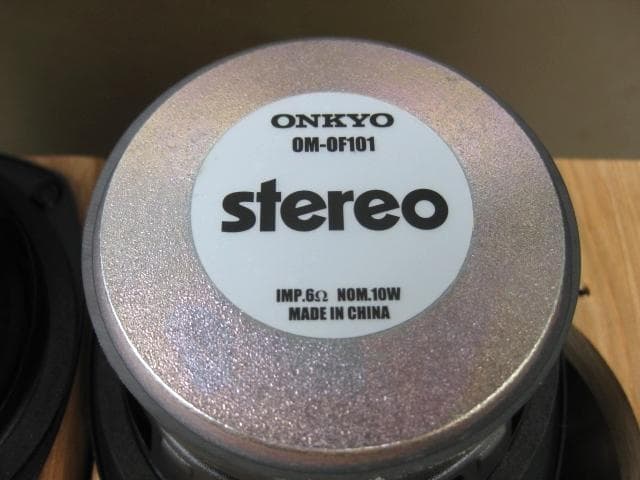 ONKYO
OM-OF101
stereo
IMP.6Ω NOM.10W
MADE IN CHINA